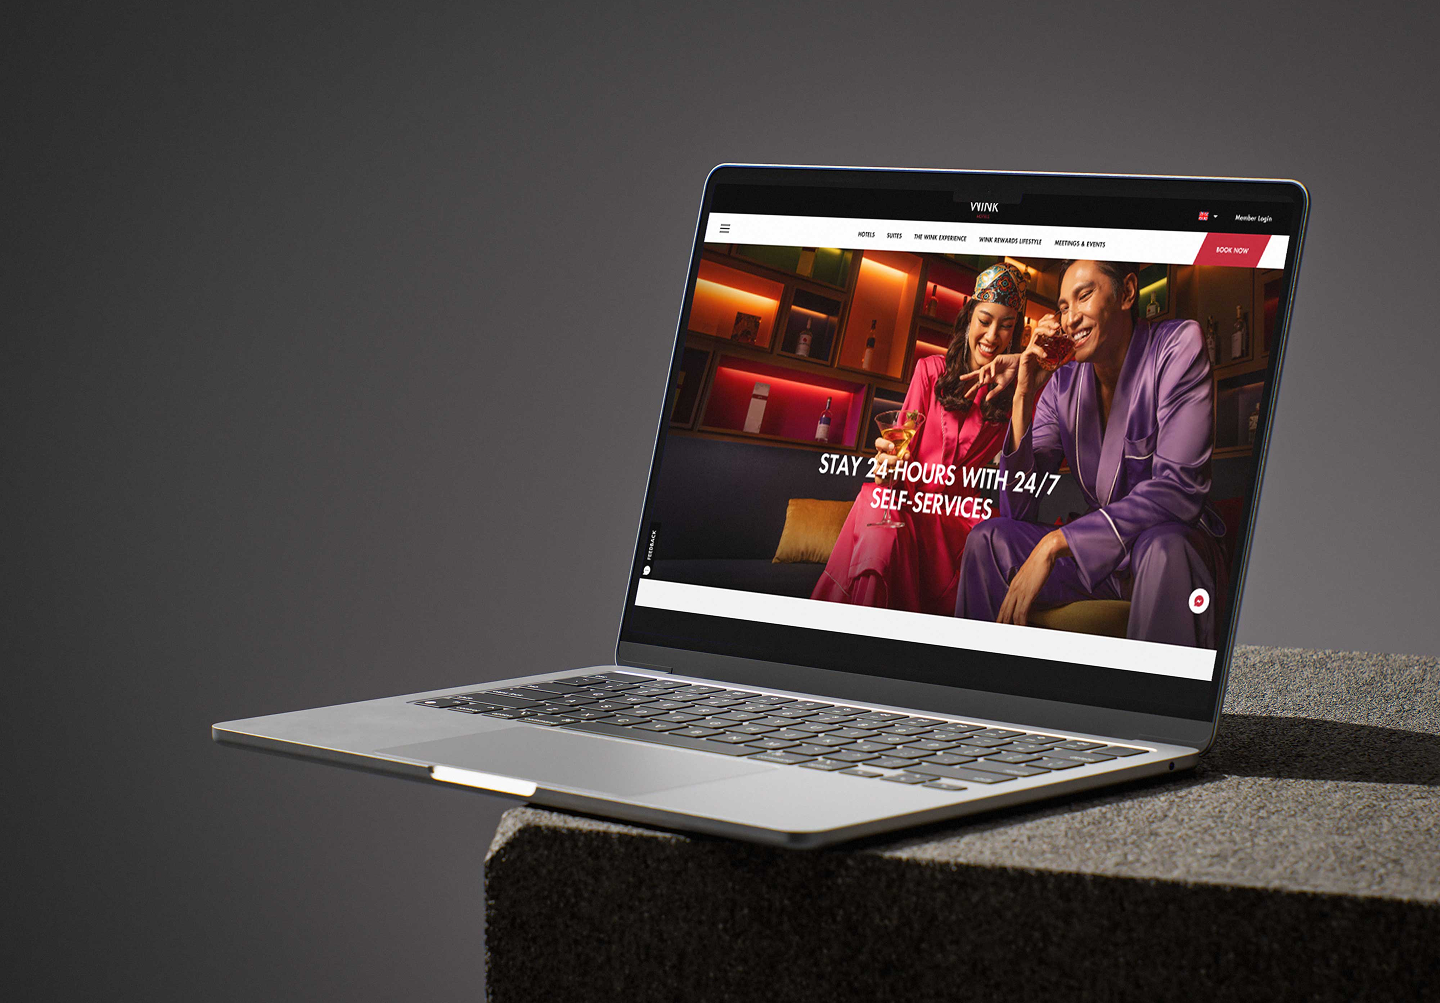 WINK
HOTELS
Member Login
HOTELS
SUITES
THE WINK EXPERIENCE
WINK REWARDS LIFESTYLE
MEETINGS & EVENTS
BOOK NOW
STAY 24-HOURS WITH 24/7
SELF-SERVICES
FEEDBACK